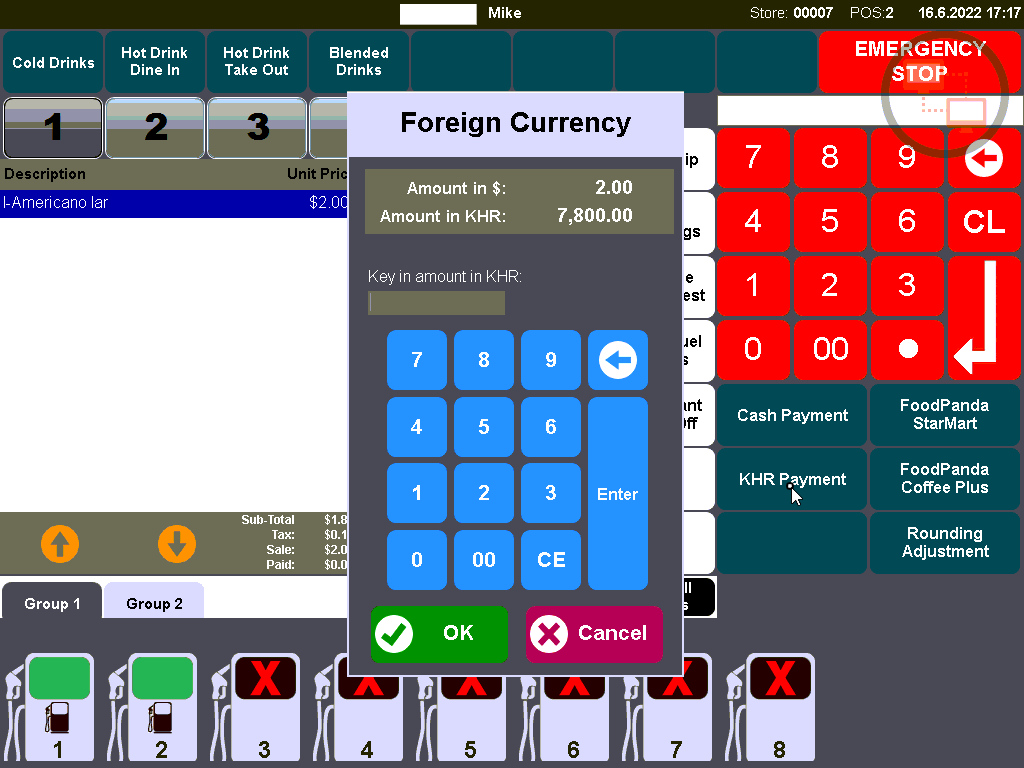 Mike
Store: 00007 POS:2 16.6.2022 17:17
Cold Drinks
Hot Drink
Dine In
Hot Drink
Take Out
Blended
Drinks
EMERGENCY
STOP
1
2
3
Description
Unit Pric
I-Americano lar
$2.00
Foreign Currency
Amount in $: 2.00
Amount in KHR: 7,800.00
Key in amount in KHR:
7 8 9
4 5 6
1 2 3
Enter
0 00 CE
OK
Cancel
ip
gs
e
est
uel
s
ant
Off
ll
s
7 8 9
4 5 6 CL
1 2 3
0 00
Cash Payment
FoodPanda
StarMart
KHR Payment
FoodPanda
Coffee Plus
Rounding
Adjustment
Sub-Total $1.8
Tax: $0.1
Sale: $2.0
Paid: $0.0
Group 1
Group 2
X X X X X X
1 2 3 4 5 6 7 8